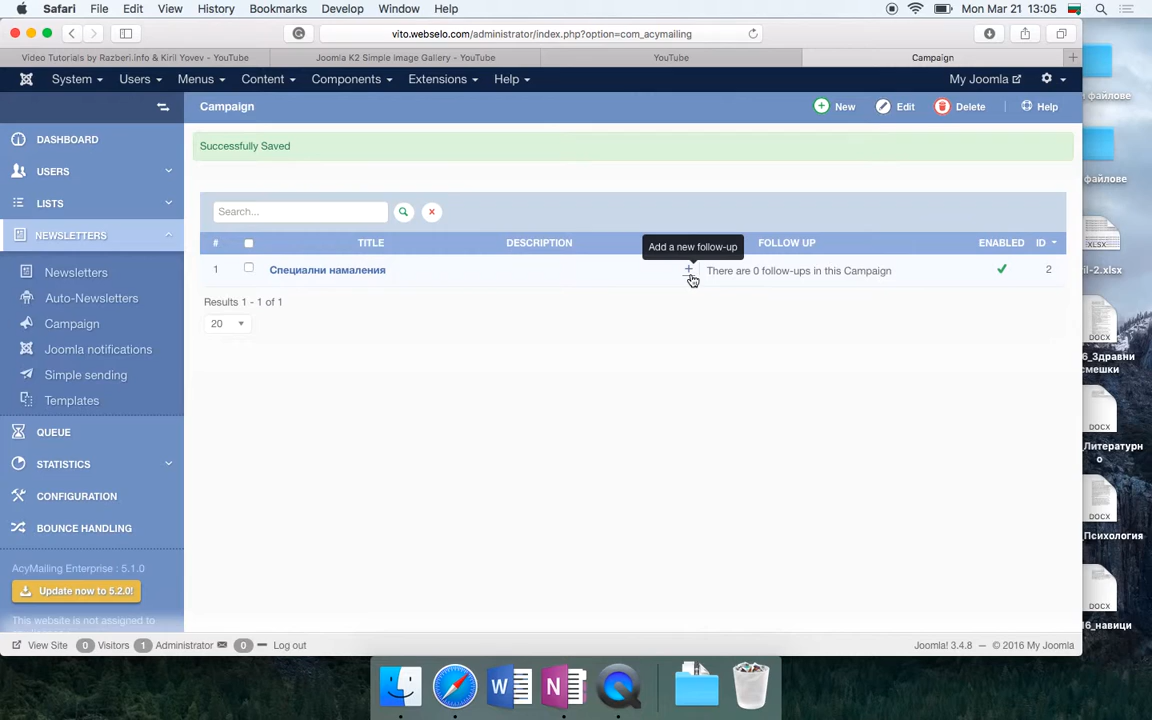 Safari File Edit View History Bookmarks Develop Window Help Mon Mar 21 13:05
vito.webselo.com/administrator/index.php?option=com_acymailing
Video Tutorials by Razberi.info & Kiril Yovev - YouTube Joomla K2 Simple Image Gallery - YouTube YouTube Campaign
System Users Menus Content Components Extensions Help My Joomla
Campaign New Edit Delete Help
DASHBOARD
USERS
LISTS
NEWSLETTERS
Newsletters
Auto-Newsletters
Campaign
Joomla notifications
Simple sending
Templates
QUEUE
STATISTICS
CONFIGURATION
BOUNCE HANDLING
AcyMailing Enterprise : 5.1.0
Update now to 5.2.0!
This website is not assigned to
Successfully Saved
Search...
Add a new follow-up
# TITLE DESCRIPTION FOLLOW UP ENABLED ID
1 Специални намаления There are 0 follow-ups in this Campaign 2
Results 1 - 1 of 1
20
View Site 0 Visitors 1 Administrator 0 Log out Joomla! 3.4.8 — © 2016 My Joomla
файлове
XLSX
DOCX
DOCX
DOCX
DOCX